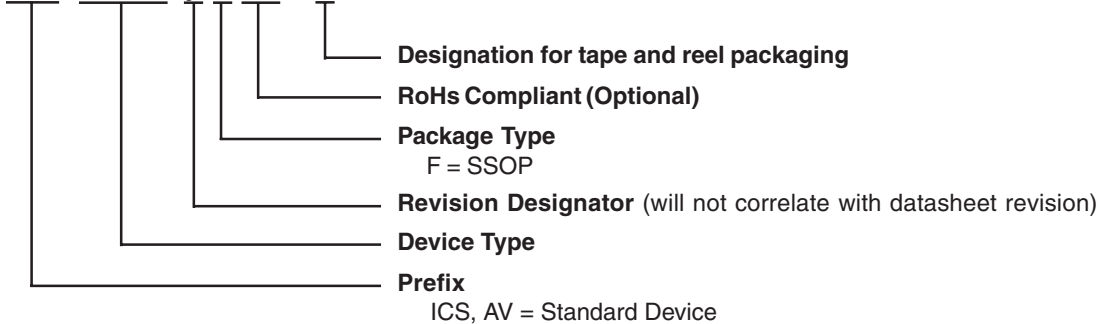 Designation for tape and reel packaging
RoHs Compliant (Optional)
Package Type
F = SSOP
Revision Designator (will not correlate with datasheet revision)
Device Type
Prefix
ICS, AV = Standard Device